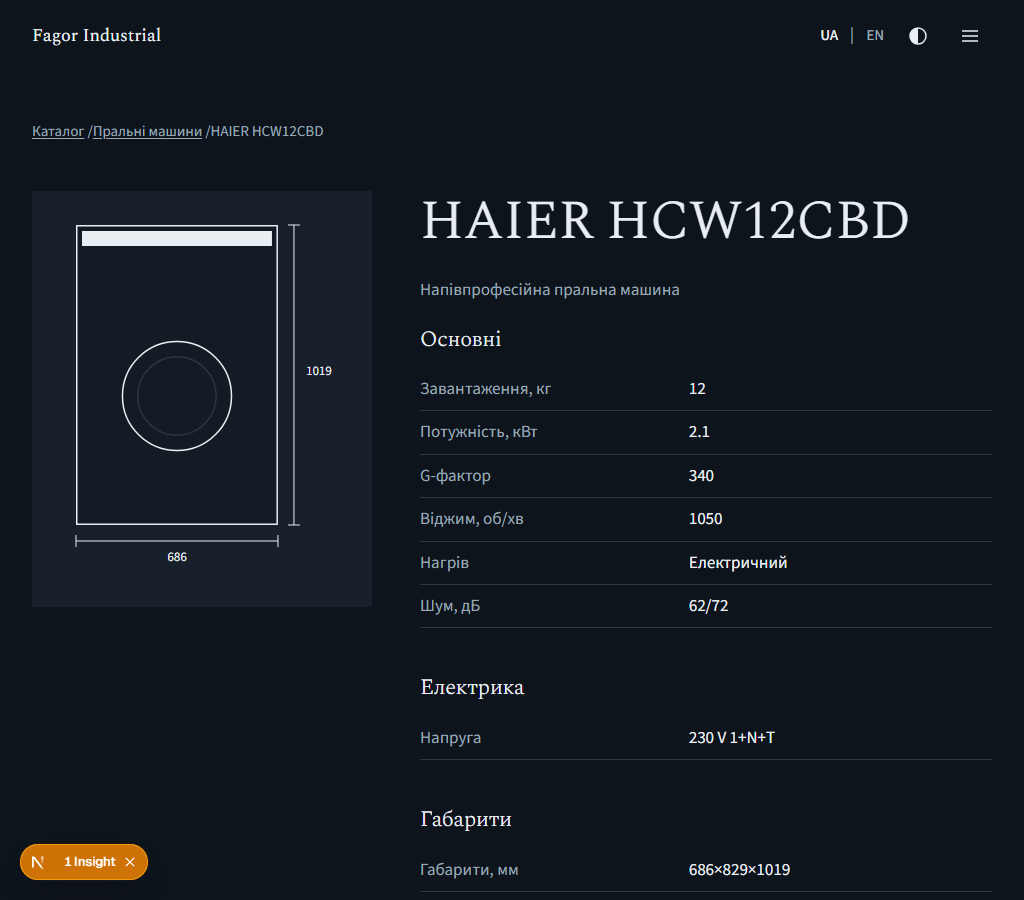 Fagor Industrial
UA | EN
Каталог /Пральні машини /HAIER HCW12CBD
HAIER HCW12CBD
Напівпрофесійна пральна машина
Основні
1019
686
Завантаження, кг 12
Потужність, кВт 2.1
G-фактор 340
Віджим, об/хв 1050
Нагрів Електричний
Шум, дБ 62/72
Електрика
Напруга 230 V 1+N+T
Габарити
Габарити, мм 686×829×1019
N 1 Insight ×